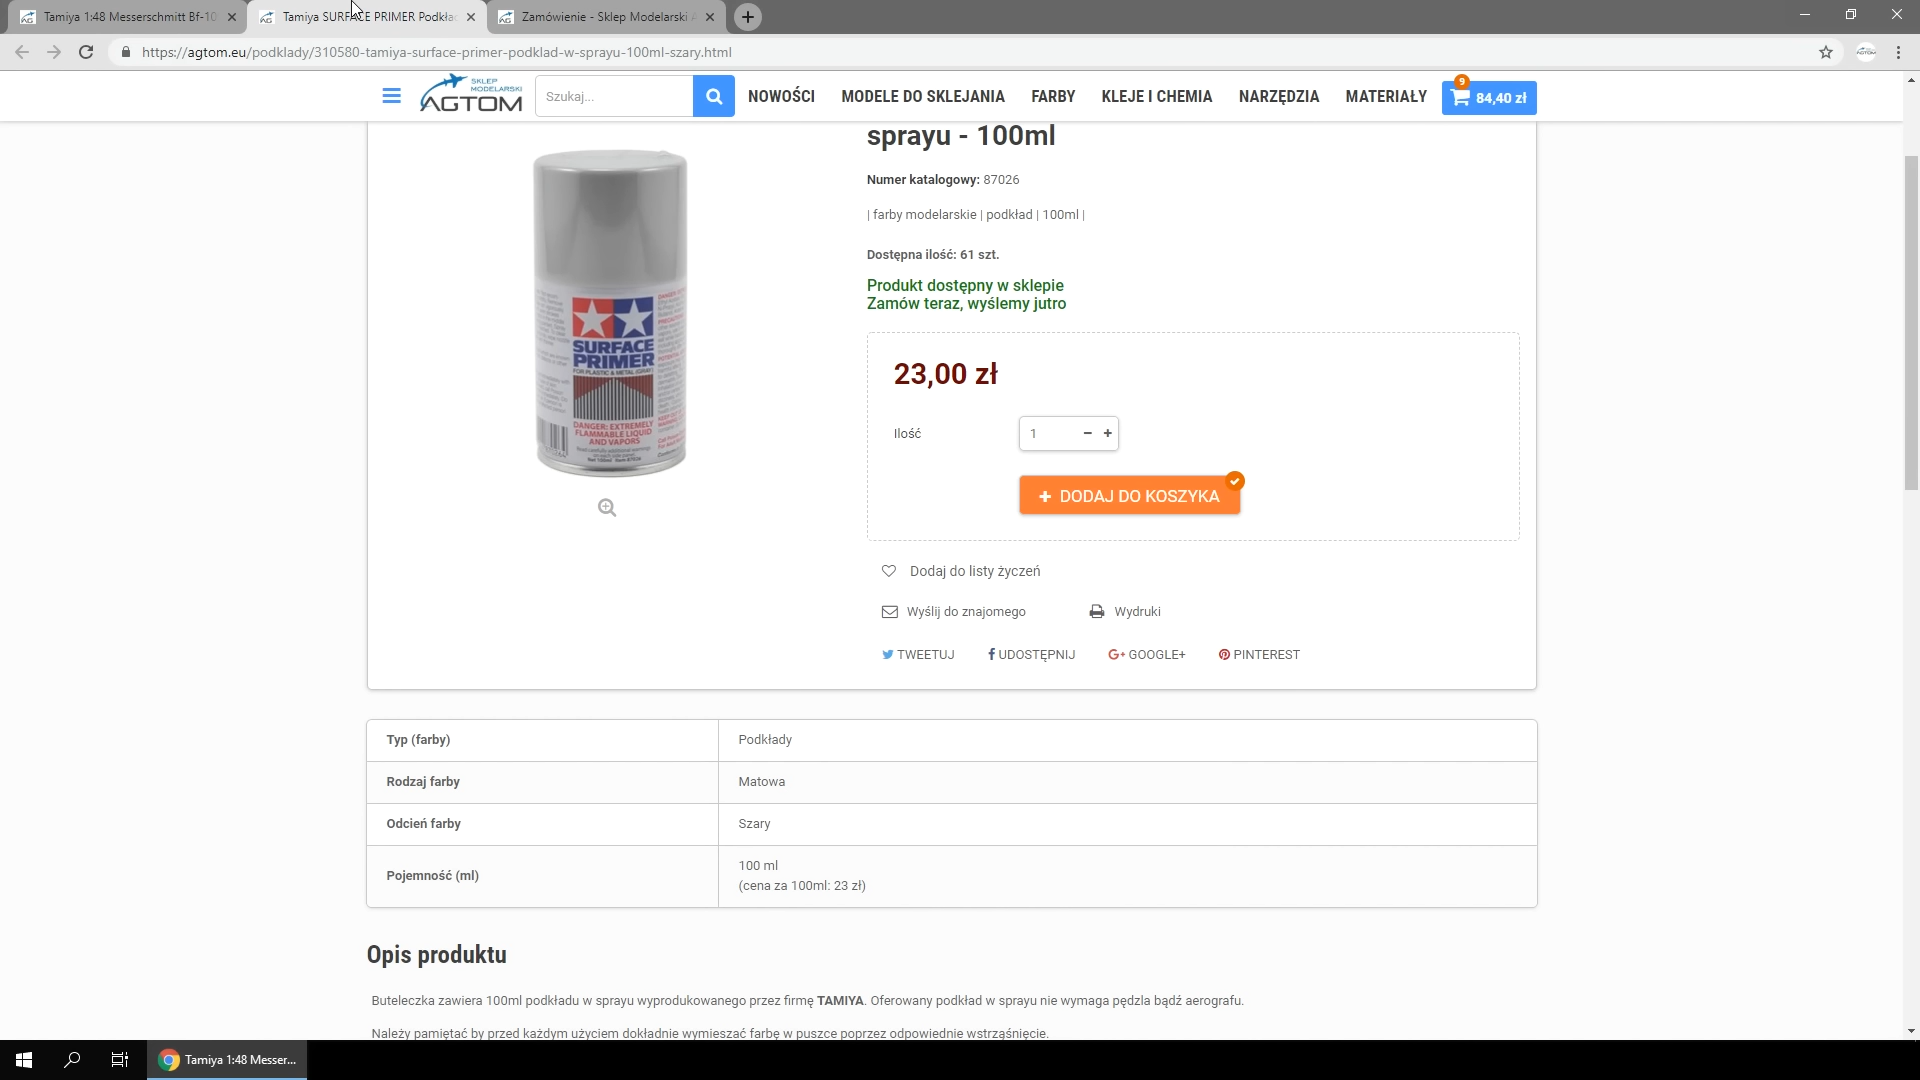 Tamiya 1:48 Messerschmitt Bf-10
Tamiya SURFACE PRIMER Podkład
Zamówienie - Sklep Modelarski A
https://agtom.eu/podklady/310580-tamiya-surface-primer-podklad-w-sprayu-100ml-szary.html
SKLEP
MODELARSKI
AGTOM
Szukaj...
NOWOŚCI
MODELE DO SKLEJANIA
FARBY
KLEJE I CHEMIA
NARZĘDZIA
MATERIAŁY
9
84,40 zł
sprayu - 100ml
Numer katalogowy: 87026
| farby modelarskie | podkład | 100ml |
Dostępna ilość: 61 szt.
Produkt dostępny w sklepie
Zamów teraz, wyślemy jutro
SURFACE
PRIMER
FOR PLASTIC & METAL (GRAY)
DANGER: EXTREMELY
FLAMMABLE LIQUID
AND VAPORS
23,00 zł
Ilość
1
DODAJ DO KOSZYKA
Dodaj do listy życzeń
Wyślij do znajomego
Wydruki
TWEETUJ
UDOSTĘPNIJ
GOOGLE+
PINTEREST
Typ (farby)
Podkłady
Rodzaj farby
Matowa
Odcień farby
Szary
Pojemność (ml)
100 ml
(cena za 100ml: 23 zł)
Opis produktu
Buteleczka zawiera 100ml podkładu w sprayu wyprodukowanego przez firmę TAMIYA. Oferowany podkład w sprayu nie wymaga pędzla bądź aerografu.
Należy pamiętać by przed każdym użyciem dokładnie wymieszać farbę w puszce poprzez odpowiednie wstrząśnięcie.
Tamiya 1:48 Messer...